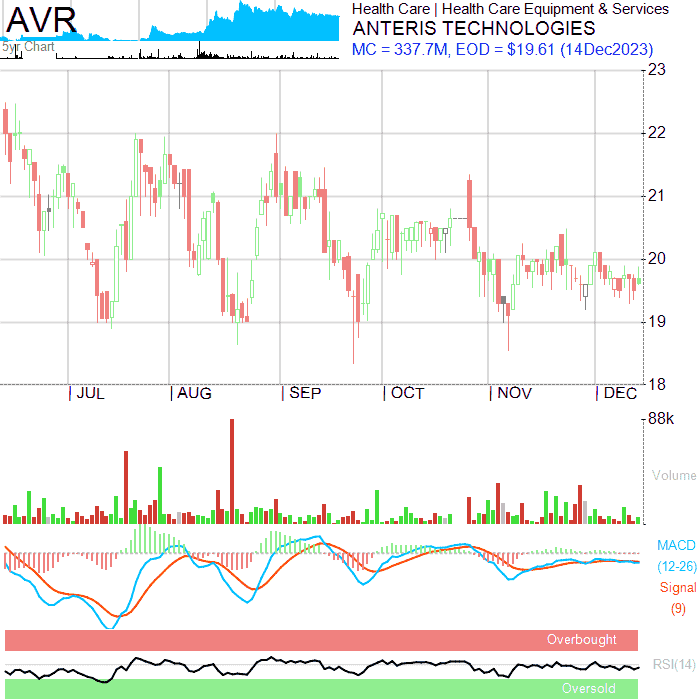 AVR
5yr Chart
Health Care | Health Care Equipment & Services
ANTERIS TECHNOLOGIES
MC = 337.7M, EOD = $19.61 (14Dec2023)
23
22
21
20
19
18
JUL AUG SEP OCT NOV DEC
88k
Volume
MACD
(12-26)
Signal
(9)
Overbought
RSI(14)
Oversold